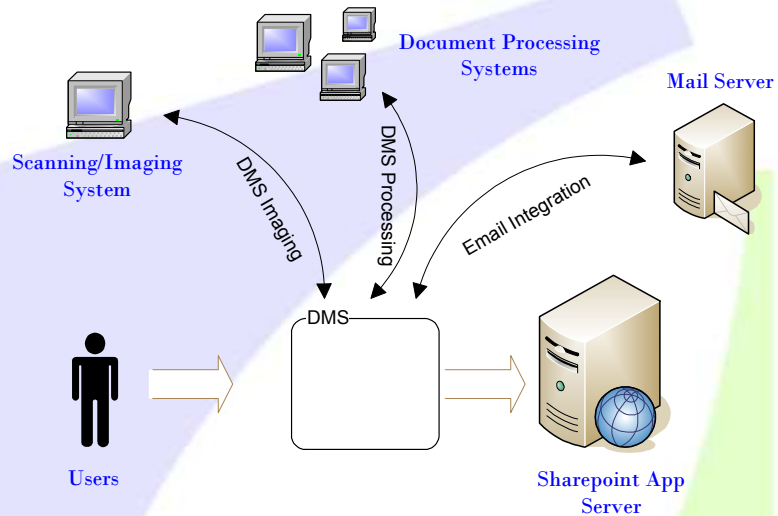 Document Processing
Systems
Mail Server
Scanning/Imaging
System
DMS Imaging
DMS Processing
Email Integration
DMS
Users
Sharepoint App
Server